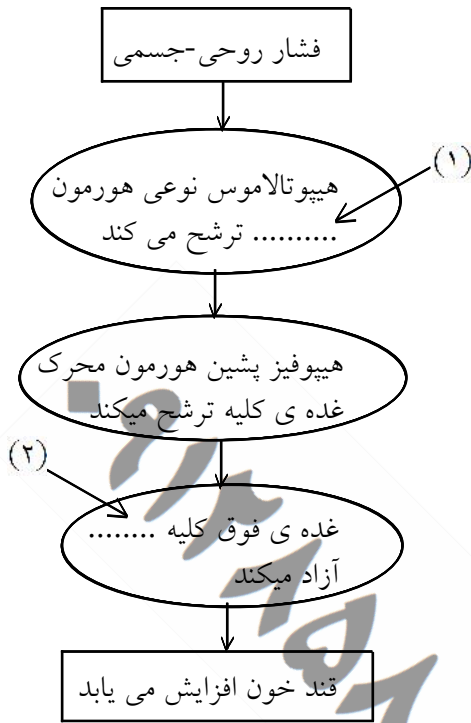 فشار روحی-جسمی
(۱)
هیپوتالاموس نوعی هورمون
.......... ترشح می کند
هیپوفیز پشین هورمون محرک
غده ی کلیه ترشح میکند
(۲)
غده ی فوق کلیه ........
آزاد میکند
قند خون افزایش می یابد